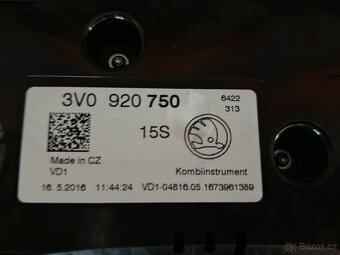 3V0 920 750
6422
313
15S
Made in CZ
VD1
Kombiinstrument
16.5.2016 11:44:24 VD1-04816.05.1673961389
bazos.cz